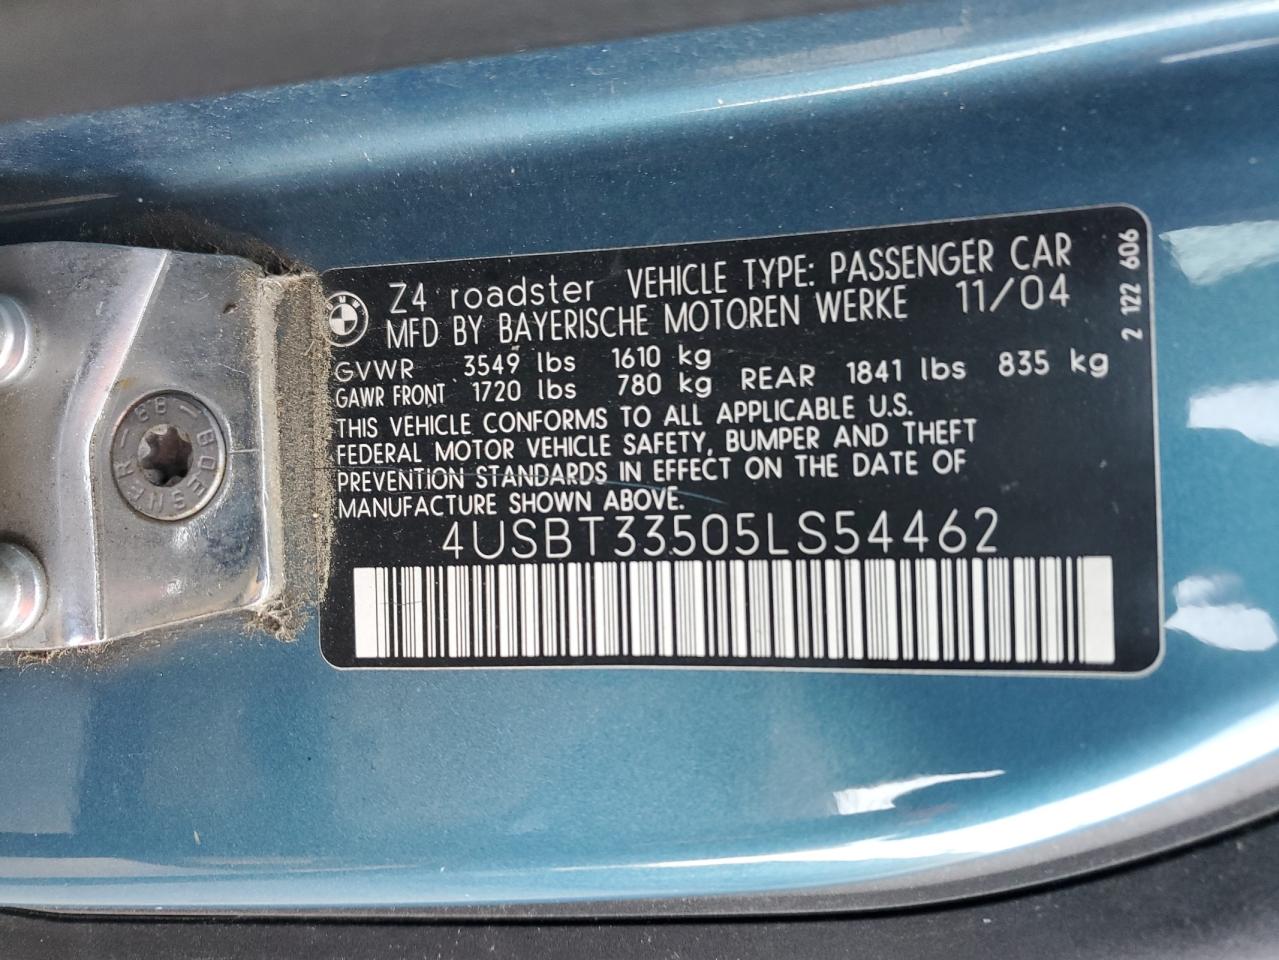 BMW
Z4 roadster VEHICLE TYPE: PASSENGER CAR
MFD BY BAYERISCHE MOTOREN WERKE 11/04
GVWR 3549 lbs 1610 kg
GAWR FRONT 1720 lbs 780 kg REAR 1841 lbs 835 kg
THIS VEHICLE CONFORMS TO ALL APPLICABLE U.S.
FEDERAL MOTOR VEHICLE SAFETY, BUMPER AND THEFT
PREVENTION STANDARDS IN EFFECT ON THE DATE OF
MANUFACTURE SHOWN ABOVE.
4USBT33505LS54462
2 122 606
BOESNER 88